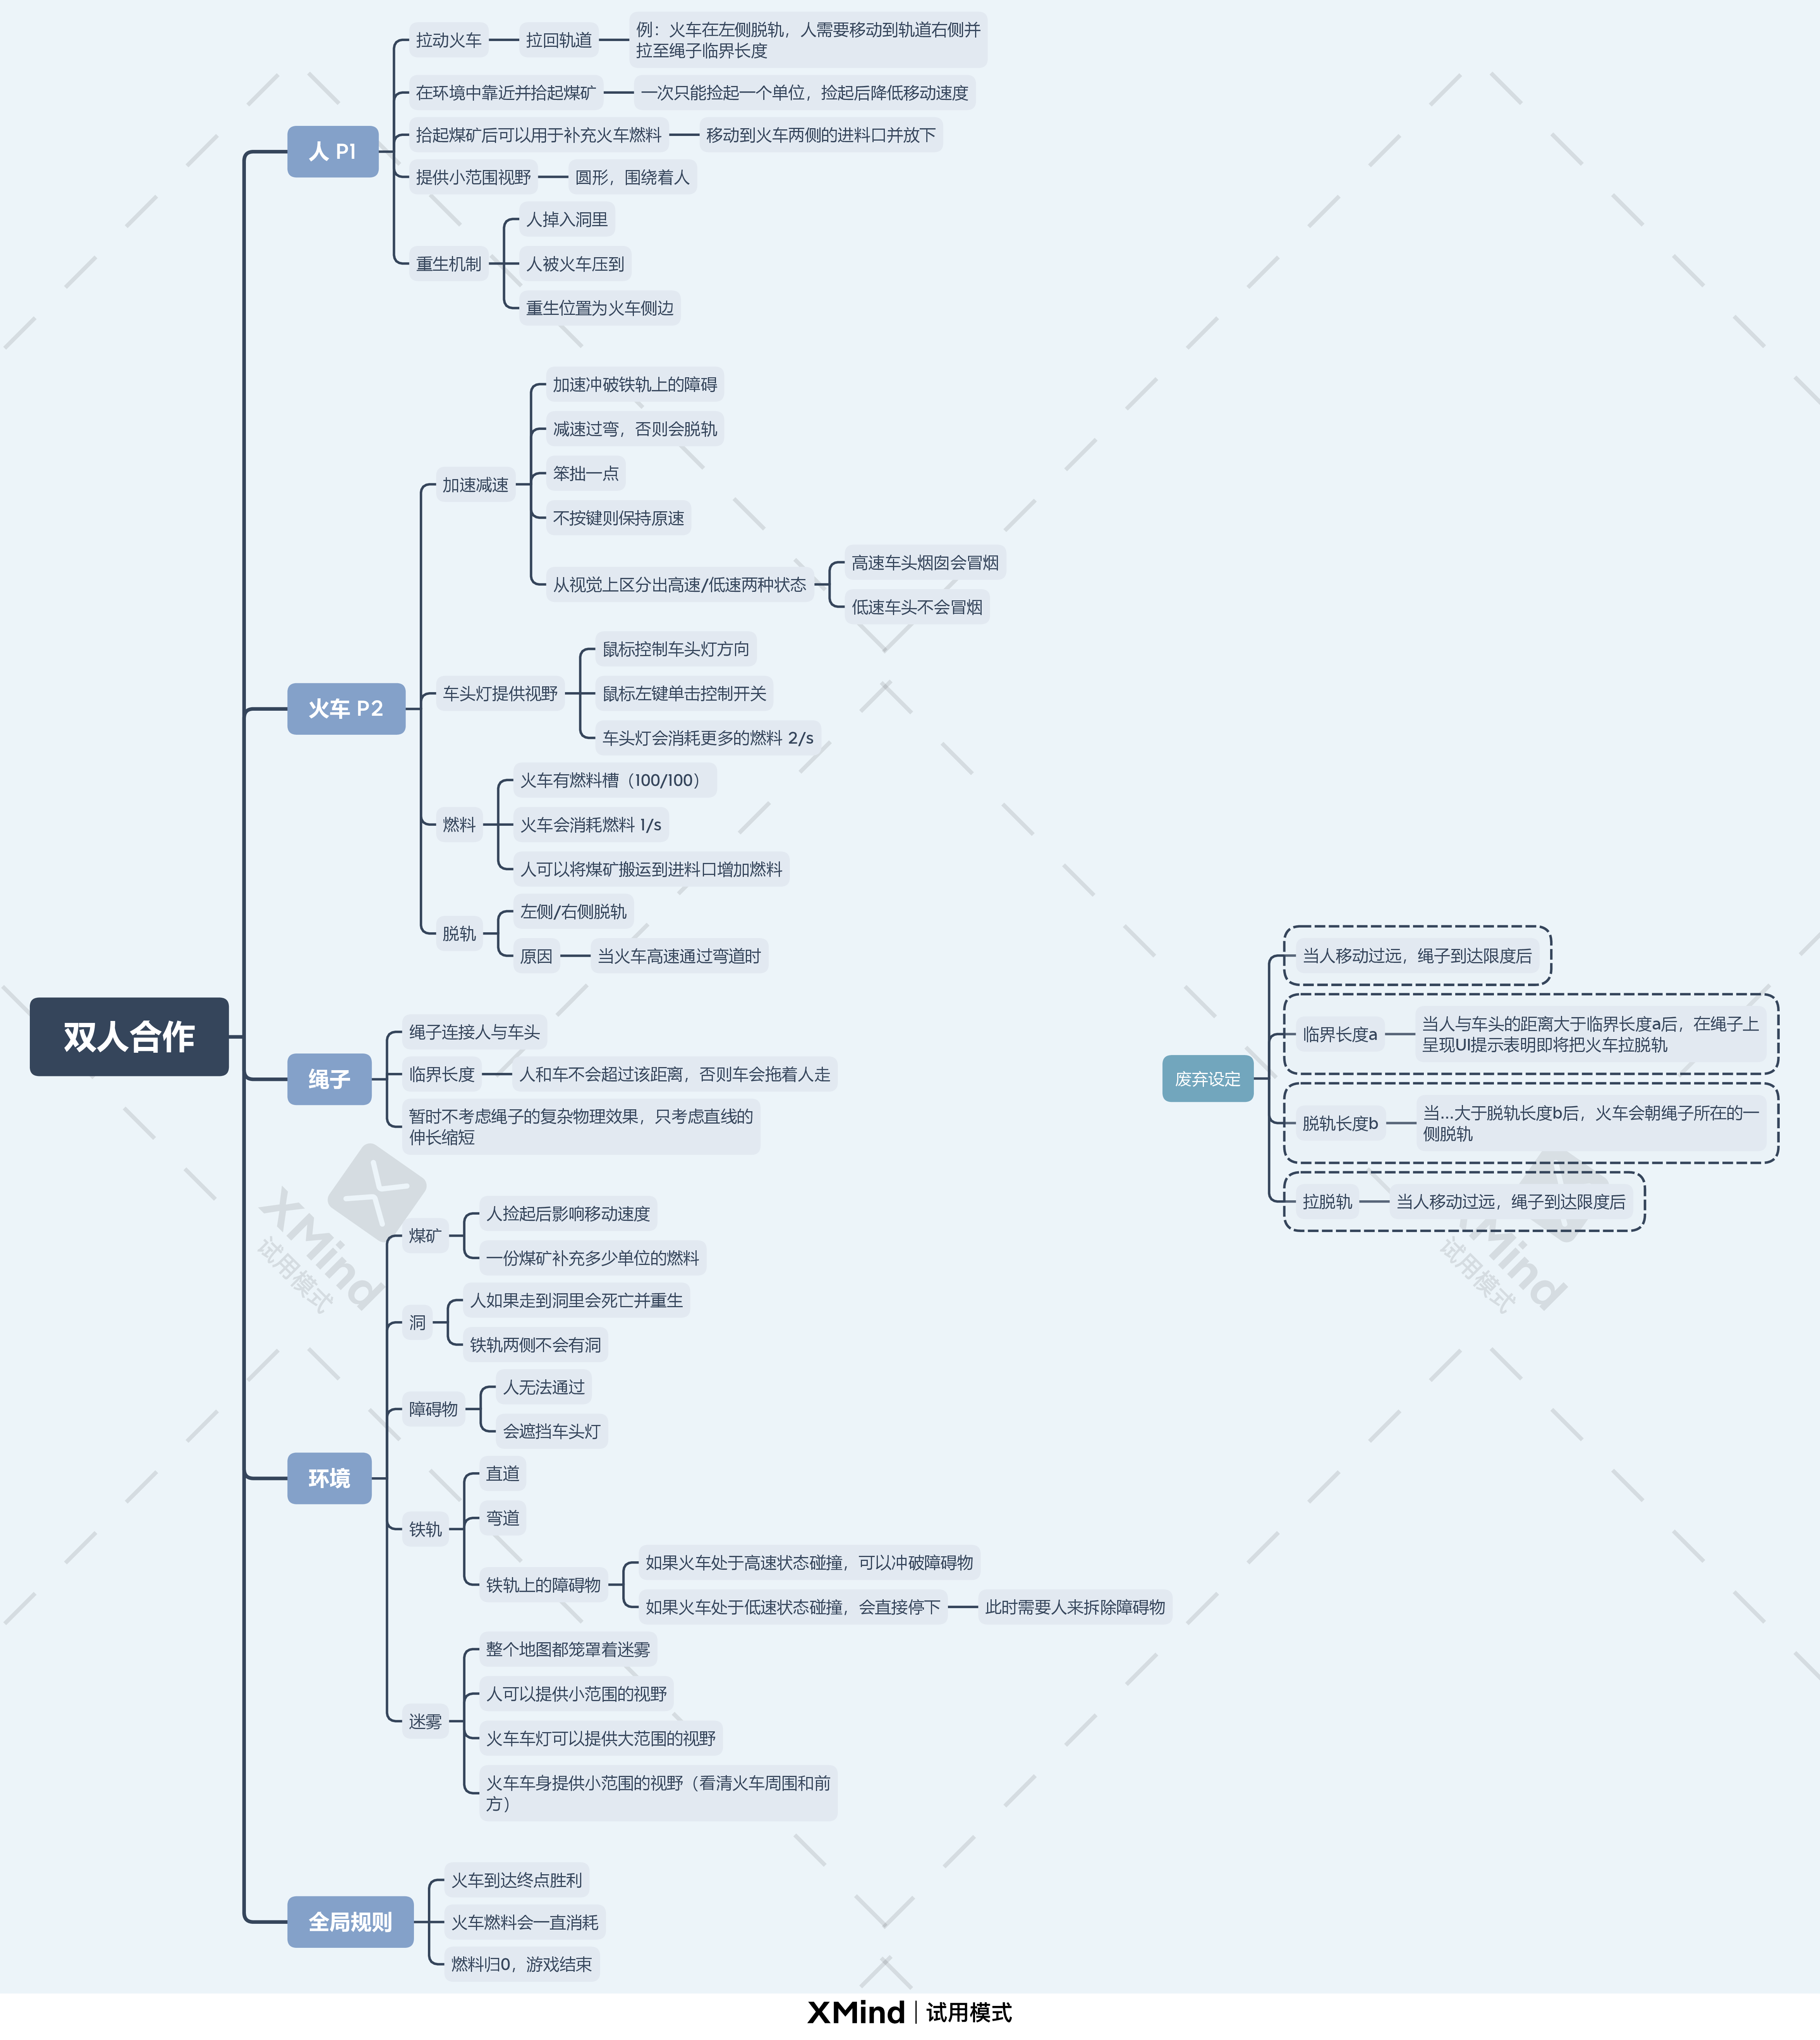 双人合作
人 P1
拉动火车
拉回轨道
例：火车在左侧脱轨，人需要移动到轨道右侧并
拉至绳子临界长度
在环境中靠近并拾起煤矿
一次只能捡起一个单位，捡起后降低移动速度
拾起煤矿后可以用于补充火车燃料
移动到火车两侧的进料口并放下
提供小范围视野
圆形，围绕着人
重生机制
人掉入洞里
人被火车压到
重生位置为火车侧边
火车 P2
加速减速
加速冲破铁轨上的障碍
减速过弯，否则会脱轨
笨拙一点
不按键则保持原速
从视觉上区分出高速/低速两种状态
高速车头烟囱会冒烟
低速车头不会冒烟
车头灯提供视野
鼠标控制车头灯方向
鼠标左键单击控制开关
车头灯会消耗更多的燃料 2/s
燃料
火车有燃料槽（100/100）
火车会消耗燃料 1/s
人可以将煤矿搬运到进料口增加燃料
脱轨
左侧/右侧脱轨
原因
当火车高速通过弯道时
绳子
绳子连接人与车头
临界长度
人和车不会超过该距离，否则车会拖着人走
暂时不考虑绳子的复杂物理效果，只考虑直线的
伸长缩短
环境
煤矿
人捡起后影响移动速度
一份煤矿补充多少单位的燃料
洞
人如果走到洞里会死亡并重生
铁轨两侧不会有洞
障碍物
人无法通过
会遮挡车头灯
铁轨
直道
弯道
铁轨上的障碍物
如果火车处于高速状态碰撞，可以冲破障碍物
如果火车处于低速状态碰撞，会直接停下
此时需要人来拆除障碍物
迷雾
整个地图都笼罩着迷雾
人可以提供小范围的视野
火车车灯可以提供大范围的视野
火车车身提供小范围的视野（看清火车周围和前
方）
全局规则
火车到达终点胜利
火车燃料会一直消耗
燃料归0，游戏结束
废弃设定
当人移动过远，绳子到达限度后
临界长度a
当人与车头的距离大于临界长度a后，在绳子上
呈现UI提示表明即将把火车拉脱轨
脱轨长度b
当...大于脱轨长度b后，火车会朝绳子所在的一
侧脱轨
拉脱轨
当人移动过远，绳子到达限度后
XMind
试用模式
XMind
试用模式
XMind | 试用模式